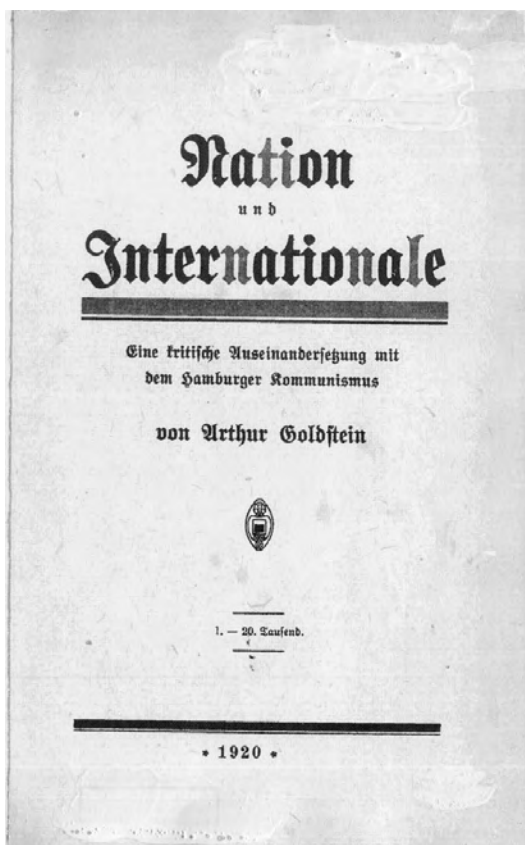 Nation
und
Internationale
Eine kritische Auseinandersetzung mit
dem Hamburger Kommunismus
von Arthur Goldstein
1. — 20. Tausend.
* 1920 *